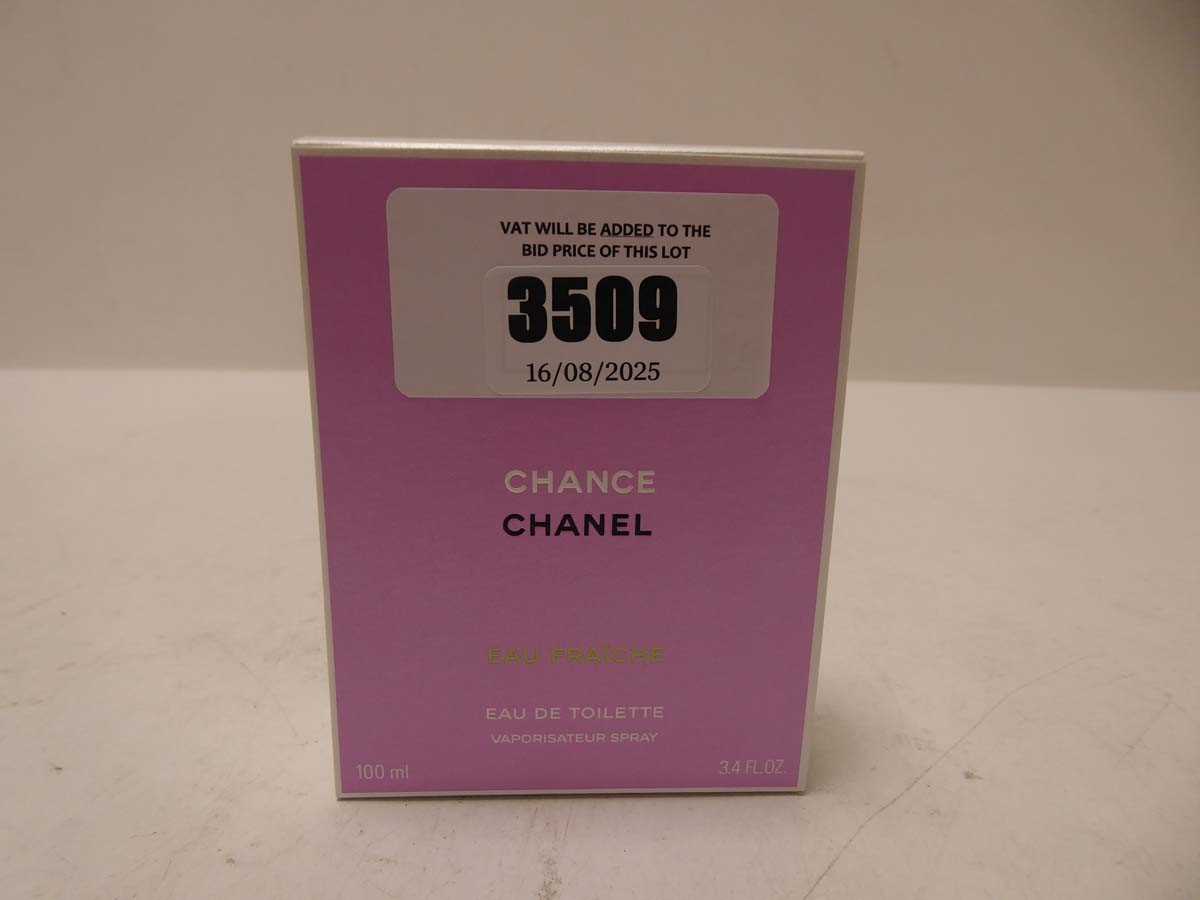 VAT WILL BE ADDED TO THE
BID PRICE OF THIS LOT
3509
16/08/2025
CHANCE
CHANEL
EAU FRAÎCHE
EAU DE TOILETTE
VAPORISATEUR SPRAY
100 ml
3.4 FL.OZ.